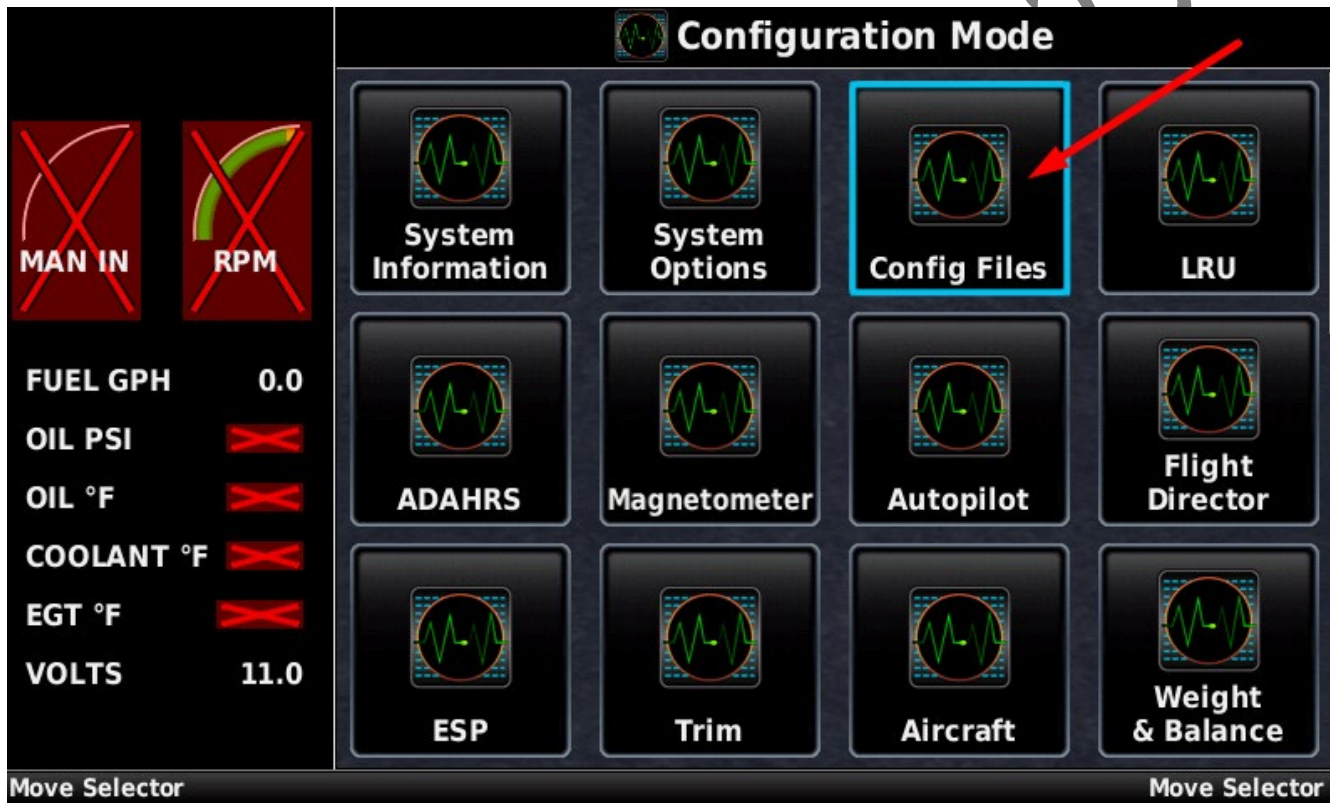 Configuration Mode
MAN IN
RPM
FUEL GPH 0.0
OIL PSI
OIL °F
COOLANT °F
EGT °F
VOLTS 11.0
System
Information
System
Options
Config Files
LRU
ADAHRS
Magnetometer
Autopilot
Flight
Director
ESP
Trim
Aircraft
Weight
& Balance
Move Selector
Move Selector